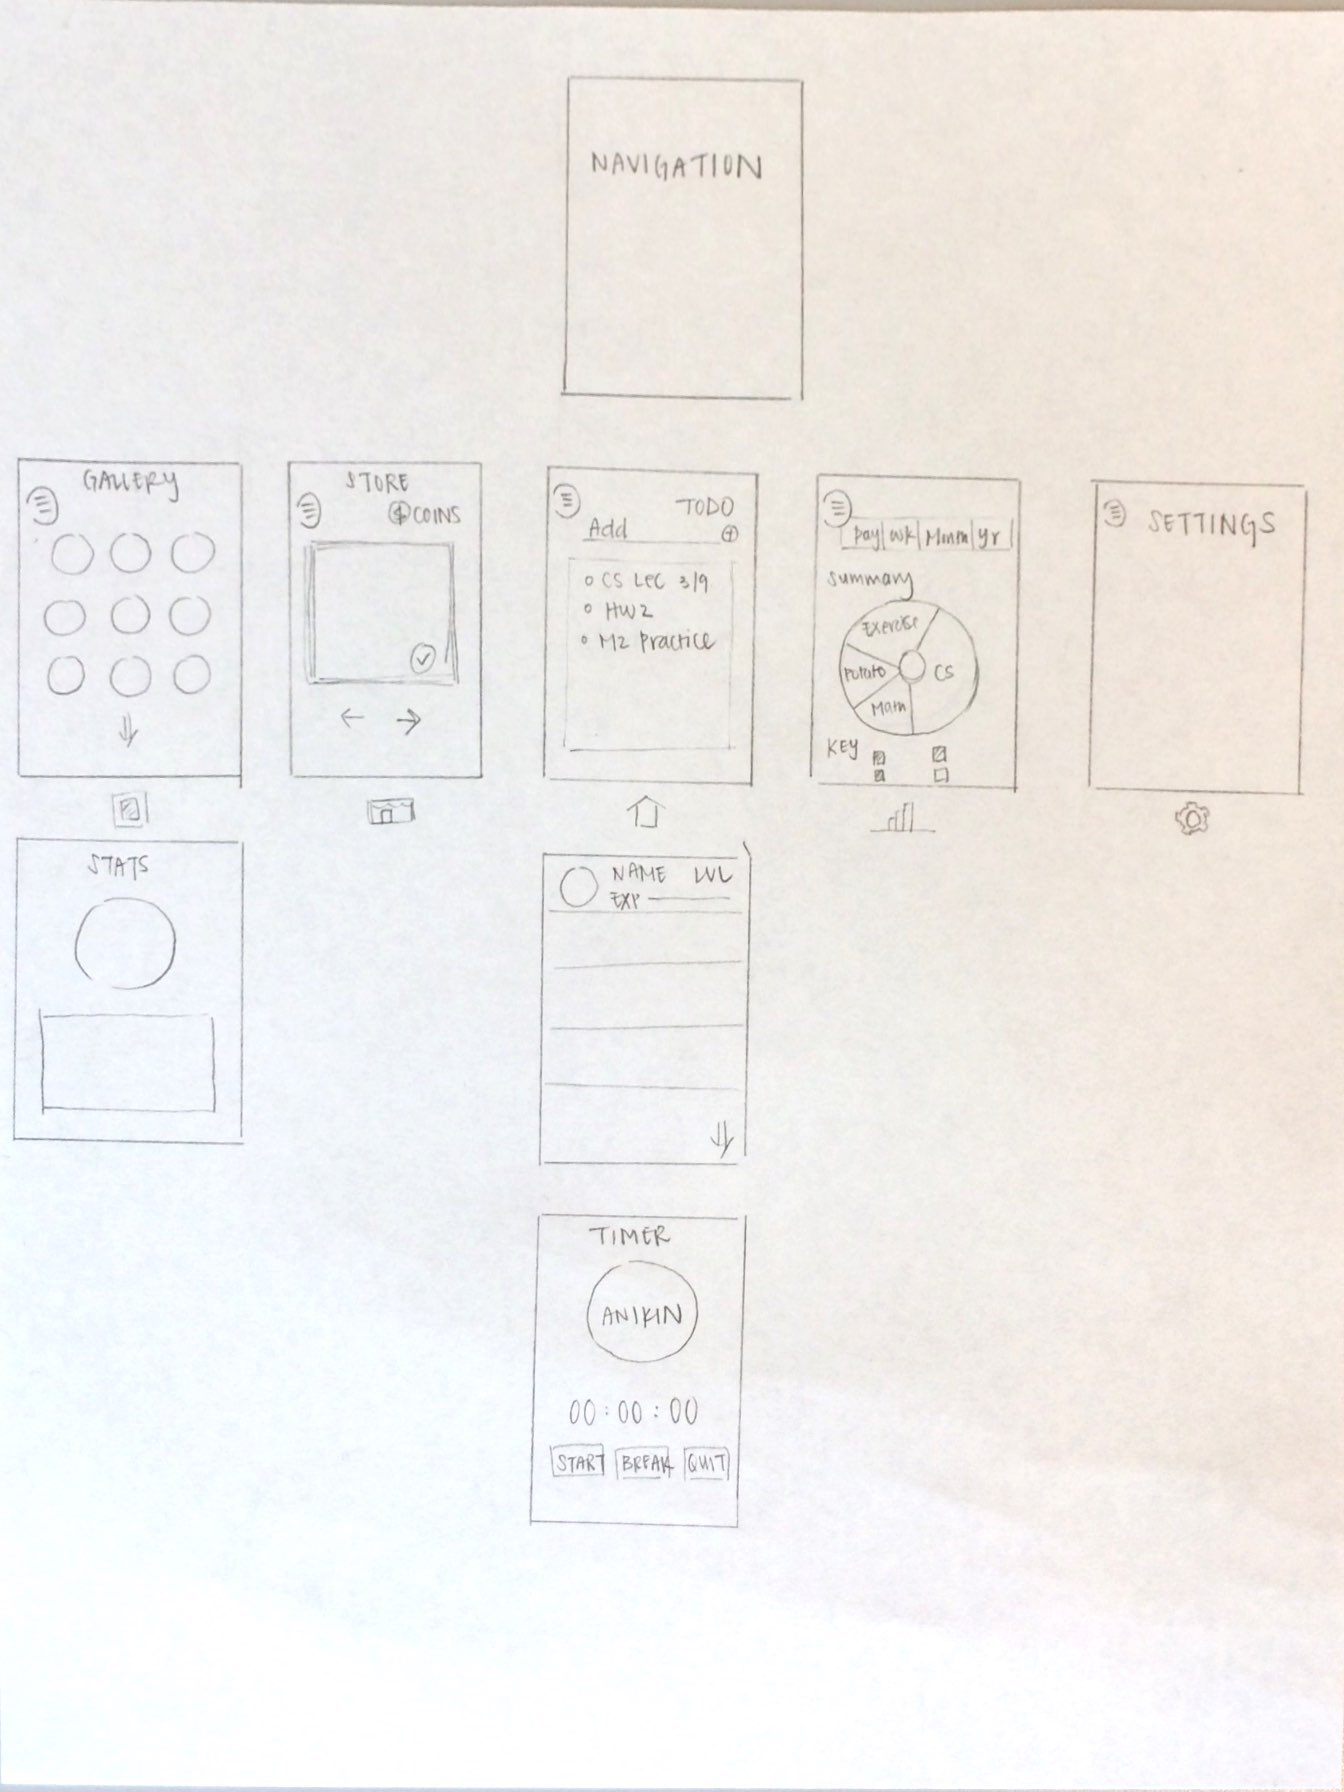 NAVIGATION
GALLERY
STORE
$ COINS
TODO
Add
CS Lec 3/9
HW2
M2 Practice
Day wk Month yr
Summary
Exercise
Potato
CS
Math
KEY
SETTINGS
STATS
NAME LVL
EXP
TIMER
ANIKIN
00:00:00
START BREAK QUIT